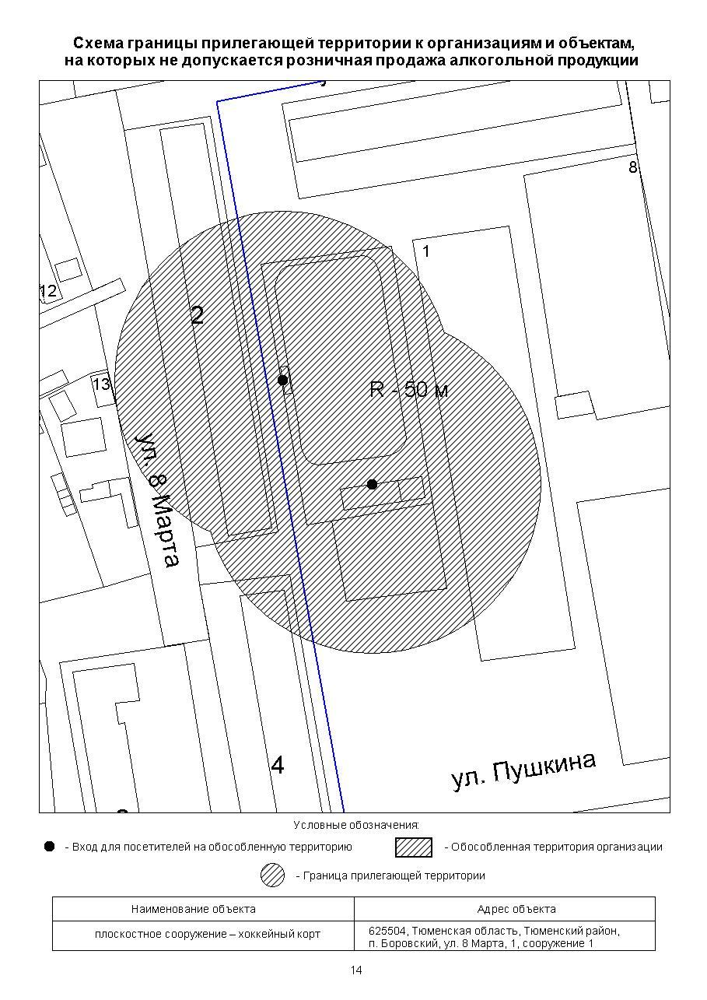 Схема границы прилегающей территории к организациям и объектам,
на которых не допускается розничная продажа алкогольной продукции
8
1
12
2
13
R - 50 м
ул. 8 Марта
4
ул. Пушкина
Условные обозначения:
- Вход для посетителей на обособленную территорию
- Обособленная территория организации
- Граница прилегающей территории
Наименование объекта
Адрес объекта
плоскостное сооружение – хоккейный корт
625504, Тюменская область, Тюменский район,
п. Боровский, ул. 8 Марта, 1, сооружение 1
14